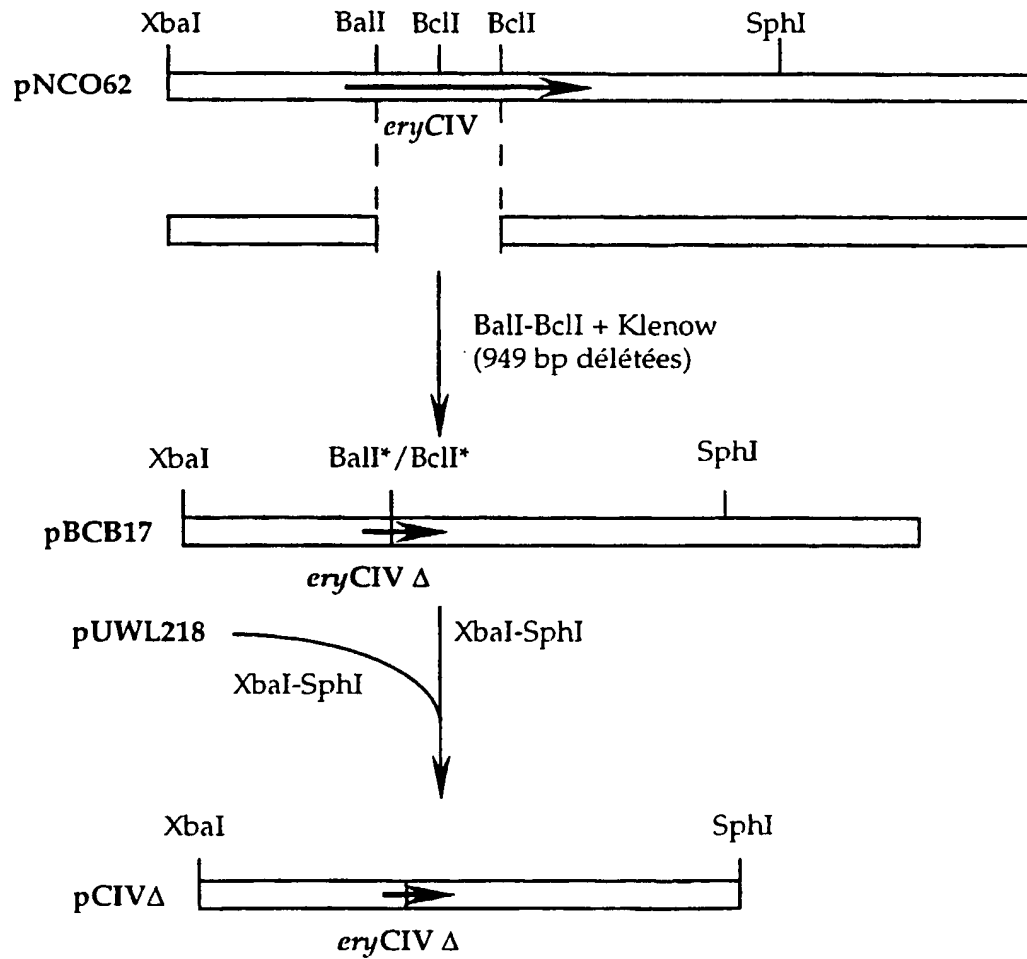 XbaI BalI BclI BclI SphI
pNCO62
eryCIV
BalI-BclI + Klenow
(949 bp délétées)
XbaI BalI*/BclI* SphI
pBCB17
eryCIV Δ
pUWL218 XbaI-SphI
XbaI-SphI
XbaI SphI
pCIVΔ
eryCIV Δ